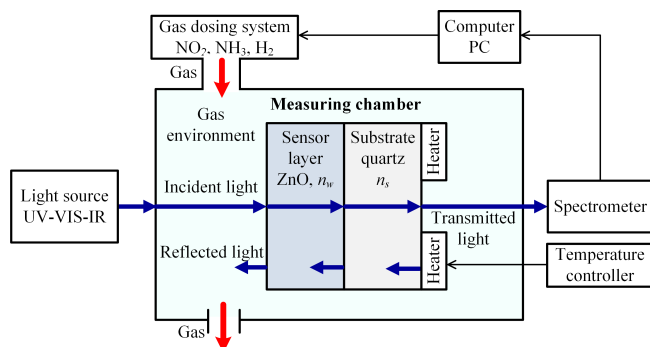 Gas dosing system
NO2, NH3, H2
Computer
PC
Gas
Measuring chamber
Gas
environment
Sensor
layer
ZnO, nw
Substrate
quartz
ns
Heater
Light source
UV-VIS-IR
Incident light
Transmitted
light
Spectrometer
Reflected light
Heater
Temperature
controller
Gas